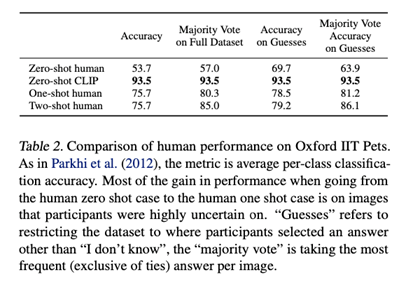 Accuracy Majority Vote on Full Dataset Accuracy on Guesses Majority Vote Accuracy on Guesses
Zero-shot human 53.7 57.0 69.7 63.9
Zero-shot CLIP 93.5 93.5 93.5 93.5
One-shot human 75.7 80.3 78.5 81.2
Two-shot human 75.7 85.0 79.2 86.1
Table 2. Comparison of human performance on Oxford IIT Pets.
As in Parkhi et al. (2012), the metric is average per-class classifica-
tion accuracy. Most of the gain in performance when going from
the human zero shot case to the human one shot case is on images
that participants were highly uncertain on. “Guesses” refers to
restricting the dataset to where participants selected an answer
other than “I don’t know”, the “majority vote” is taking the most
frequent (exclusive of ties) answer per image.